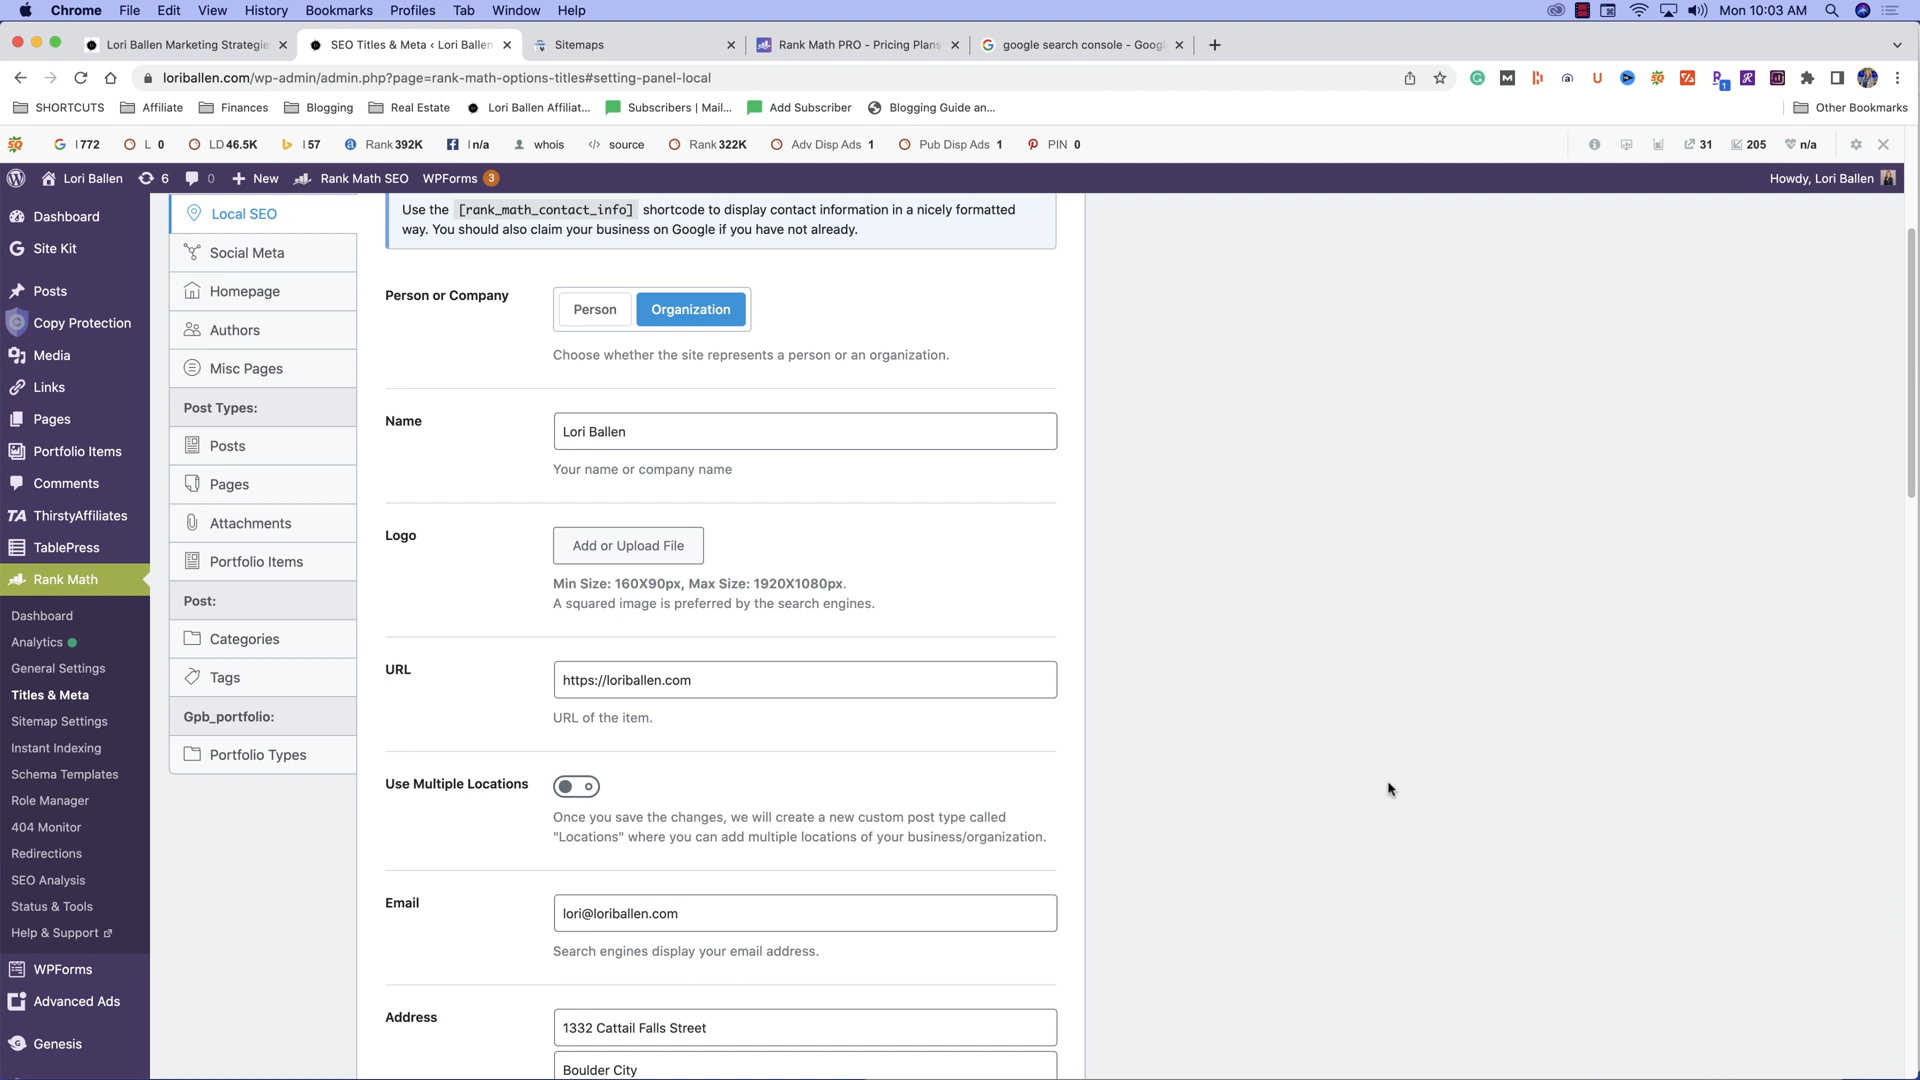 Chrome File Edit View History Bookmarks Profiles Tab Window Help Mon 10:03 AM
Lori Ballen Marketing Strategie SEO Titles & Meta ‹ Lori Ballen Sitemaps Rank Math PRO - Pricing Plans google search console - Googl
loriballen.com/wp-admin/admin.php?page=rank-math-options-titles#setting-panel-local
SHORTCUTS Affiliate Finances Blogging Real Estate Lori Ballen Affiliat... Subscribers | Mail... Add Subscriber Blogging Guide an... Other Bookmarks
I 772 L 0 LD 46.5K I 57 Rank 392K I n/a whois source Rank 322K Adv Disp Ads 1 Pub Disp Ads 1 PIN 0 31 205 n/a
Lori Ballen 6 0 New Rank Math SEO WPForms 3 Howdy, Lori Ballen
Dashboard
Site Kit
Posts
Copy Protection
Media
Links
Pages
Portfolio Items
Comments
TA ThirstyAffiliates
TablePress
Rank Math
Dashboard
Analytics
General Settings
Titles & Meta
Sitemap Settings
Instant Indexing
Schema Templates
Role Manager
404 Monitor
Redirections
SEO Analysis
Status & Tools
Help & Support
WPForms
Advanced Ads
Genesis
Local SEO
Social Meta
Homepage
Authors
Misc Pages
Post Types:
Posts
Pages
Attachments
Portfolio Items
Post:
Categories
Tags
Gpb_portfolio:
Portfolio Types
Use the [rank_math_contact_info] shortcode to display contact information in a nicely formatted
way. You should also claim your business on Google if you have not already.
Person or Company
Person Organization
Choose whether the site represents a person or an organization.
Name
Lori Ballen
Your name or company name
Logo
Add or Upload File
Min Size: 160X90px, Max Size: 1920X1080px.
A squared image is preferred by the search engines.
URL
https://loriballen.com
URL of the item.
Use Multiple Locations
Once you save the changes, we will create a new custom post type called
"Locations" where you can add multiple locations of your business/organization.
Email
lori@loriballen.com
Search engines display your email address.
Address
1332 Cattail Falls Street
Boulder City